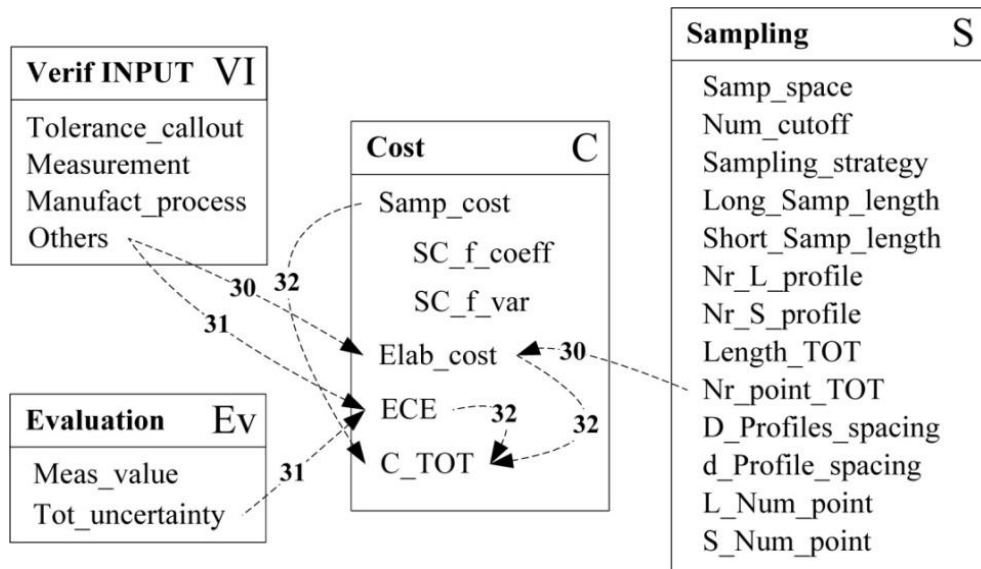 Verif INPUT VI
Tolerance_callout
Measurement
Manufact_process
Others
Evaluation Ev
Meas_value
Tot_uncertainty
Cost C
Samp_cost
SC_f_coeff
SC_f_var
Elab_cost
ECE
C_TOT
30
31
32
31
30
32
32
Sampling S
Samp_space
Num_cutoff
Sampling_strategy
Long_Samp_length
Short_Samp_length
Nr_L_profile
Nr_S_profile
Length_TOT
Nr_point_TOT
D_Profiles_spacing
d_Profile_spacing
L_Num_point
S_Num_point